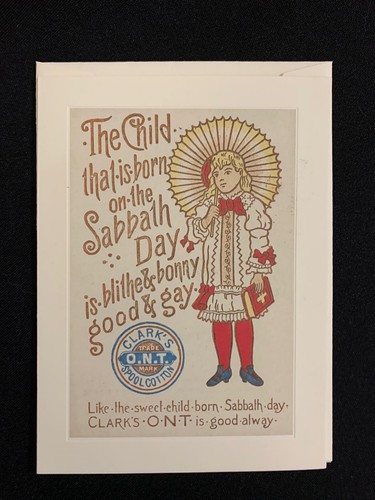 The Child
that·is·born
on·the
Sabbath
Day
is·blithe & bonny
good & gay·
CLARK'S
TRADE
O.N.T.
MARK
SPOOL COTTON
Like·the·sweet·child·born·Sabbath·day·
CLARK'S·O·N·T·is·good·alway·